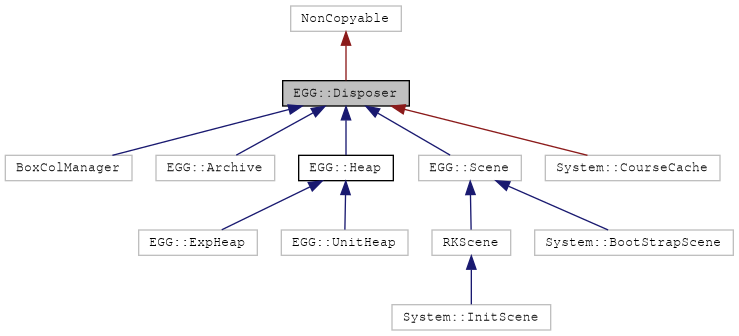 NonCopyable
EGG::Disposer
BoxColManager
EGG::Archive
EGG::Heap
EGG::Scene
System::CourseCache
EGG::ExpHeap
EGG::UnitHeap
RKScene
System::BootStrapScene
System::InitScene